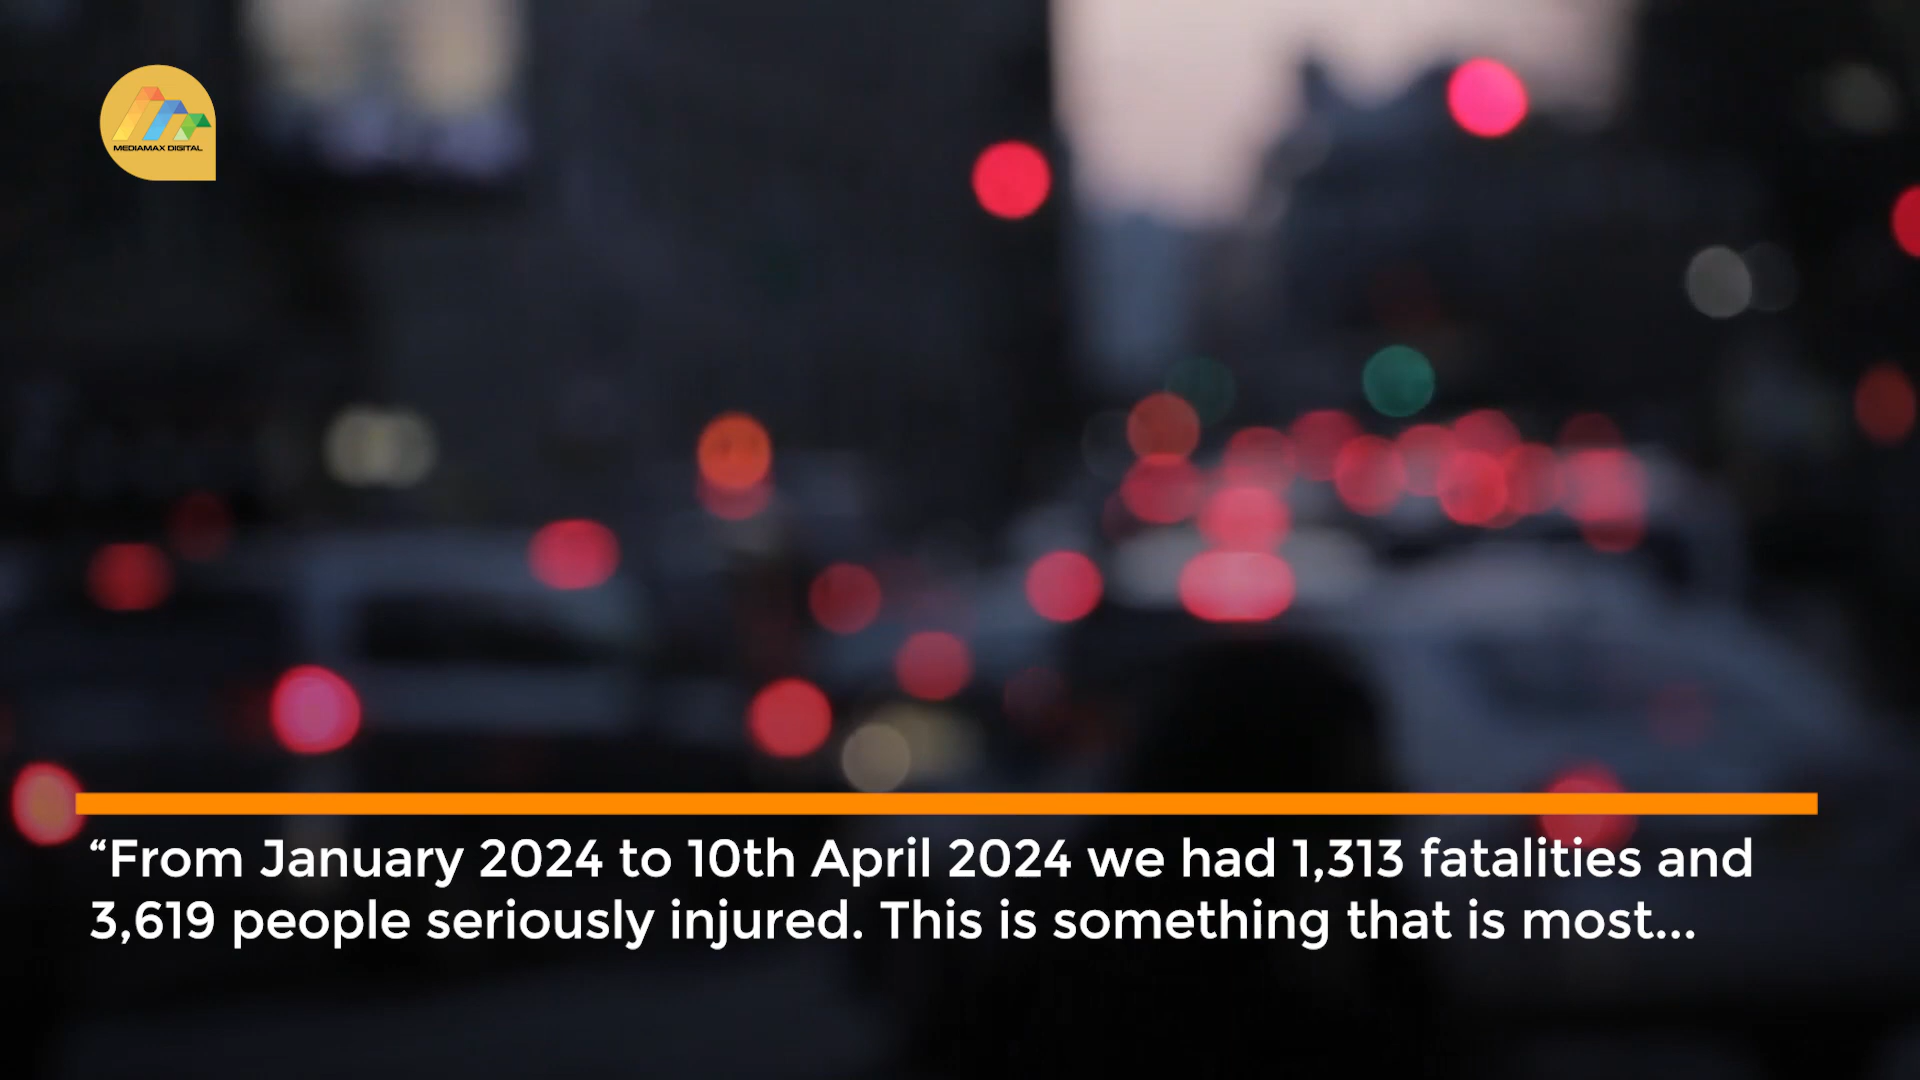 MEDIAMAX DIGITAL
“From January 2024 to 10th April 2024 we had 1,313 fatalities and
3,619 people seriously injured. This is something that is most...